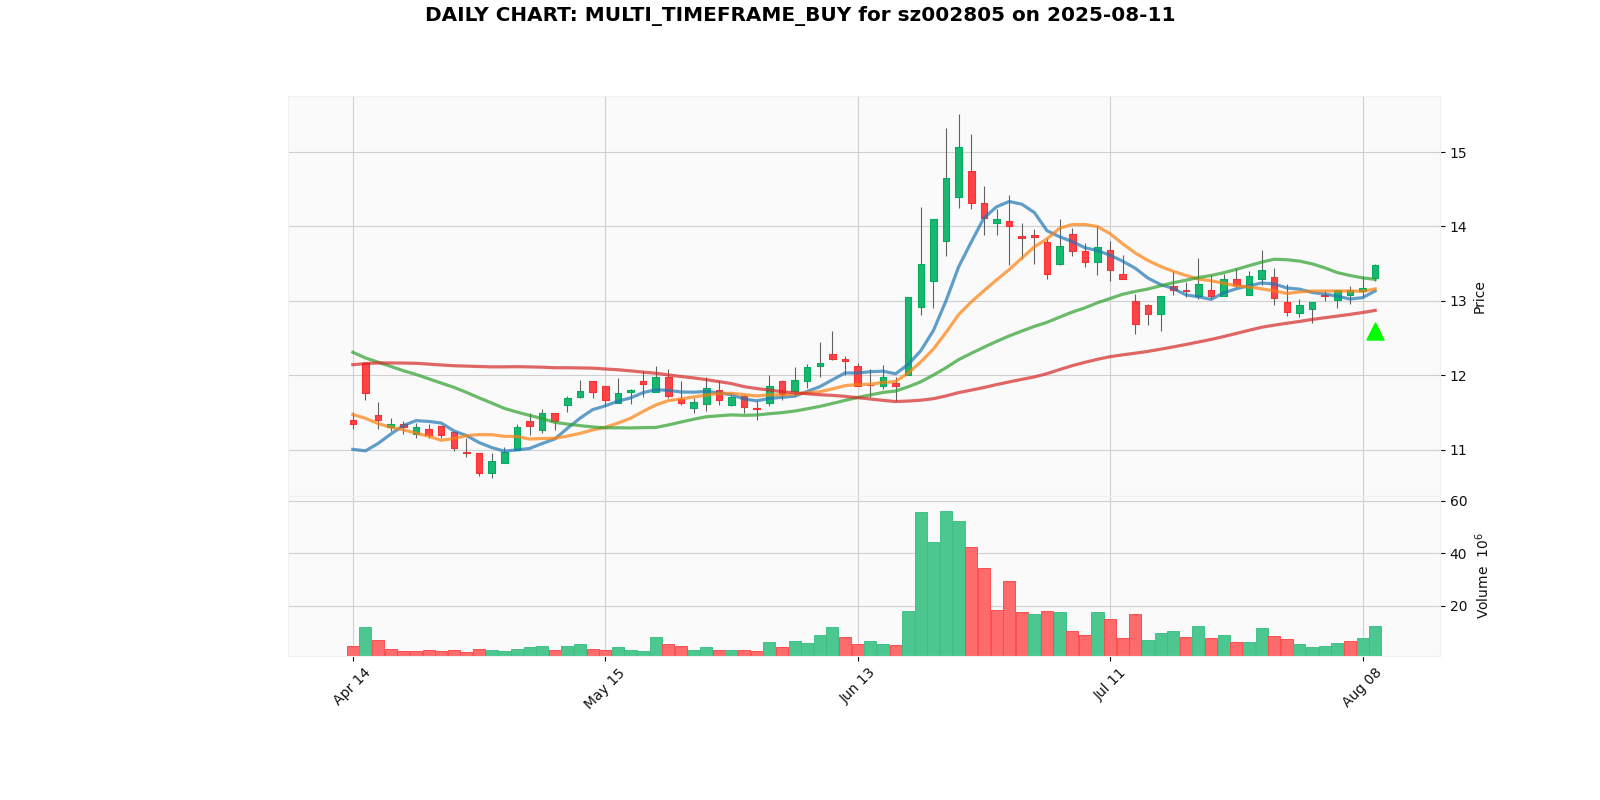 DAILY CHART: MULTI_TIMEFRAME_BUY for sz002805 on 2025-08-11
15
14
13
12
11
Price
60
40
20
Volume 10^6
Apr 14
May 15
Jun 13
Jul 11
Aug 08